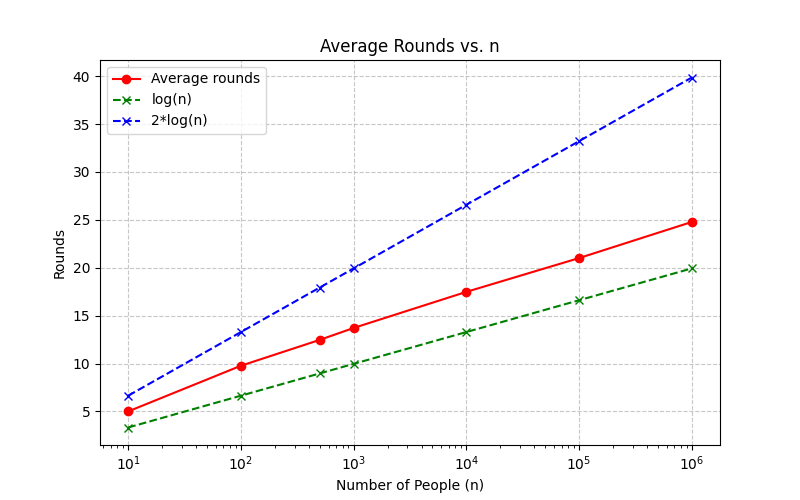 Average Rounds vs. n
Average rounds
log(n)
2*log(n)
40
35
30
25
20
15
10
5
Rounds
10¹ 10² 10³ 10⁴ 10⁵ 10⁶
Number of People (n)